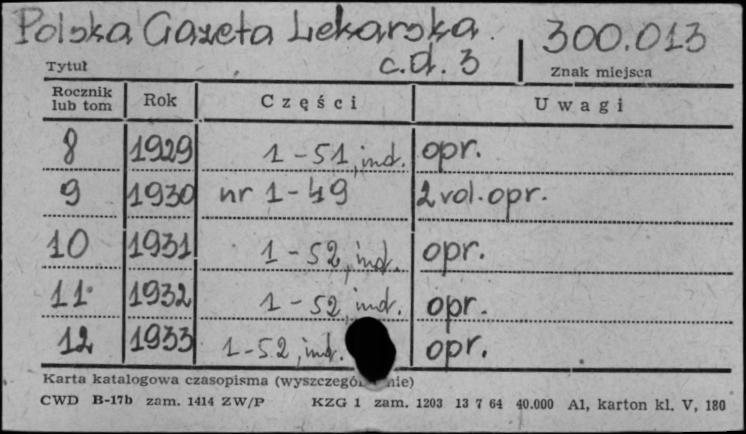 Polska Gazeta Lekarska. 300.013
Tytuł c.d. 3 Znak miejsca
Rocznik lub tom Rok Części Uwagi
8 1929 1-51, ind. opr.
9 1930 nr 1-49 2 vol. opr.
10 1931 1-52, ind. opr.
11 1932 1-52, ind. opr.
12 1933 1-52, ind. opr.
Karta katalogowa czasopisma
CWD B-17b zam. 1414 ZW/P KZG 1 zam. 1203 13 7 64 40.000 A1, karton kl. V, 180